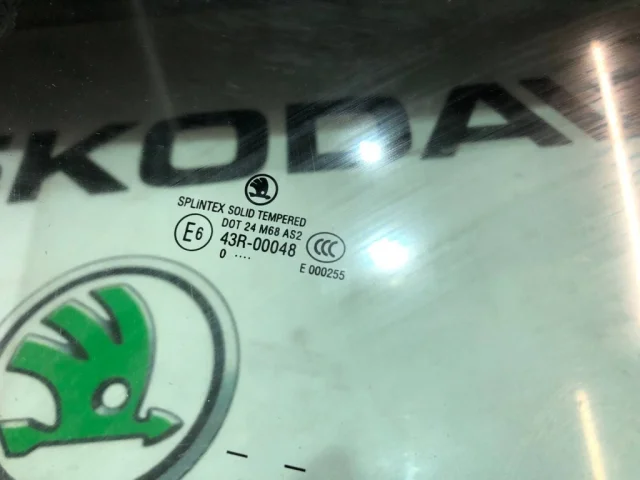 SKODA
SPLINTEX SOLID TEMPERED
DOT 24 M68 AS2
E6 43R-00048 CCC
0 ....
E 000255